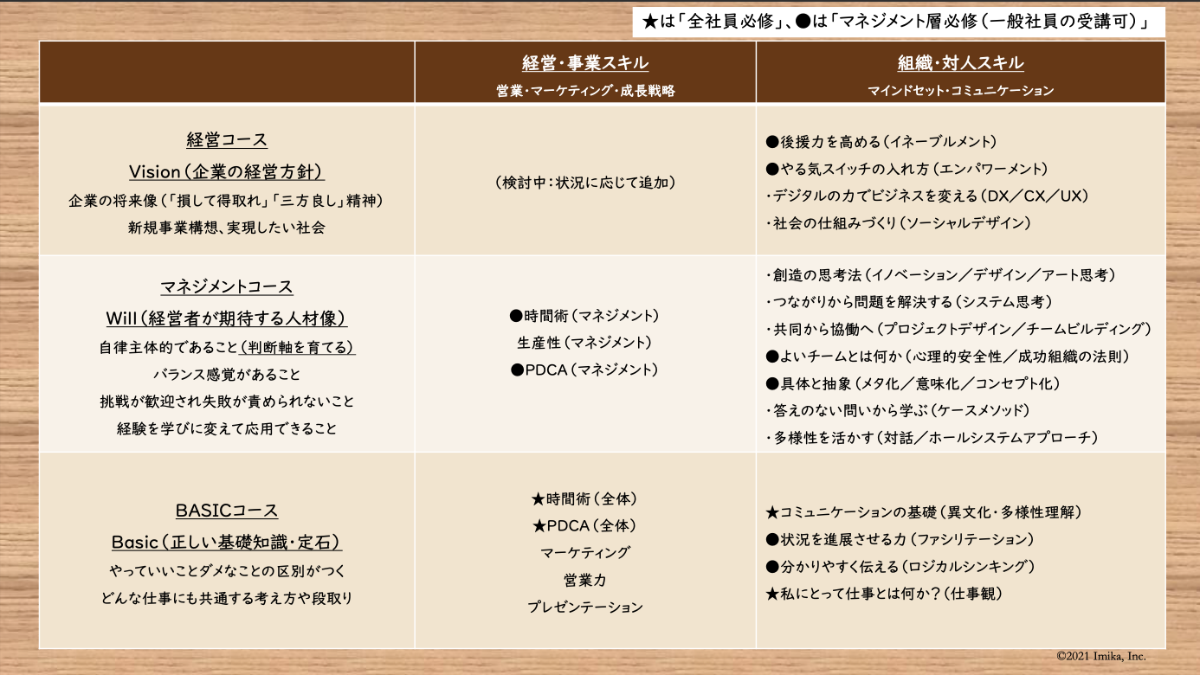 ★は「全社員必修」、●は「マネジメント層必修（一般社員の受講可）」
経営・事業スキル
営業・マーケティング・成長戦略
組織・対人スキル
マインドセット・コミュニケーション
経営コース
Vision（企業の経営方針）
企業の将来像（「損して得取れ」「三方良し」精神）
新規事業構想、実現したい社会
（検討中：状況に応じて追加）
●後援力を高める（イネーブルメント）
●やる気スイッチの入れ方（エンパワーメント）
・デジタルの力でビジネスを変える（DX／CX／UX）
・社会の仕組みづくり（ソーシャルデザイン）
マネジメントコース
Will（経営者が期待する人材像）
自律主体的であること（判断軸を育てる）
バランス感覚があること
挑戦が歓迎され失敗が責められないこと
経験を学びに変えて応用できること
●時間術（マネジメント）
生産性（マネジメント）
●PDCA（マネジメント）
・創造の思考法（イノベーション／デザイン／アート思考）
・つながりから問題を解決する（システム思考）
・共同から協働へ（プロジェクトデザイン／チームビルディング）
●よいチームとは何か（心理的安全性／成功組織の法則）
●具体と抽象（メタ化／意味化／コンセプト化）
・答えのない問いから学ぶ（ケースメソッド）
・多様性を活かす（対話／ホールシステムアプローチ）
BASICコース
Basic（正しい基礎知識・定石）
やっていいことダメなことの区別がつく
どんな仕事にも共通する考え方や段取り
★時間術（全体）
★PDCA（全体）
マーケティング
営業力
プレゼンテーション
★コミュニケーションの基礎（異文化・多様性理解）
●状況を進展させる力（ファシリテーション）
●分かりやすく伝える（ロジカルシンキング）
★私にとって仕事とは何か？（仕事観）
©2021 Imika, Inc.